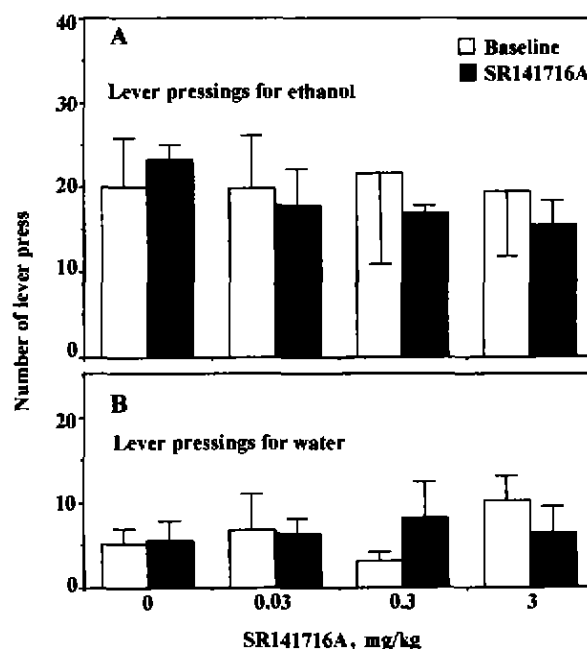 40
A
Baseline
SR141716A
Lever pressings for ethanol
30
20
10
0
Number of lever press
B
20
Lever pressings for water
10
0
0 0.03 0.3 3
SR141716A, mg/kg